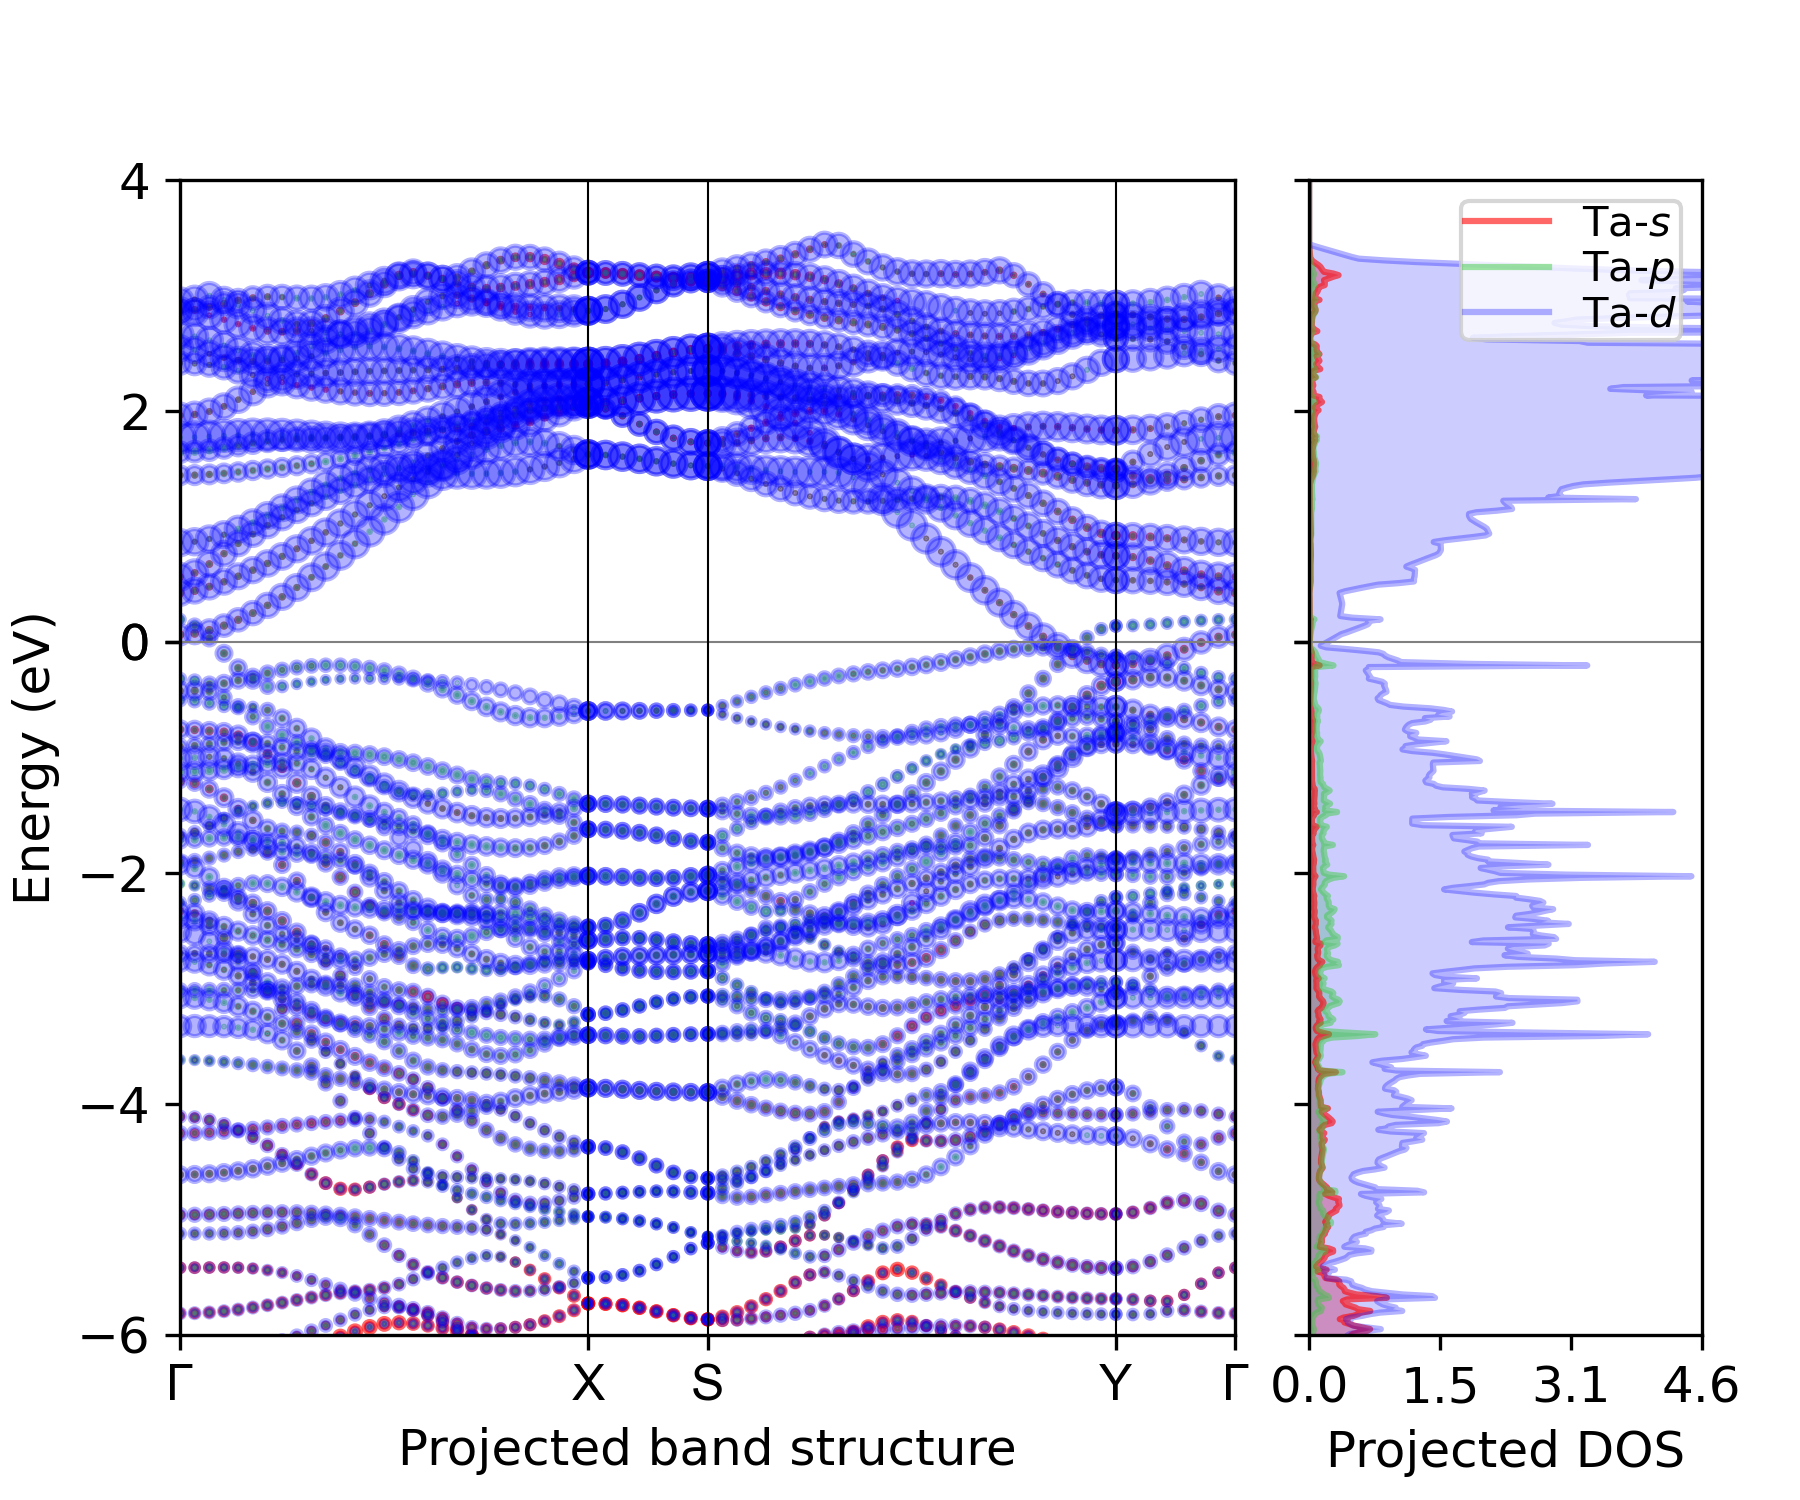 4
2
0
−2
−4
−6
Energy (eV)
Γ X S Y Γ
Projected band structure
Ta-s
Ta-p
Ta-d
0.0 1.5 3.1 4.6
Projected DOS